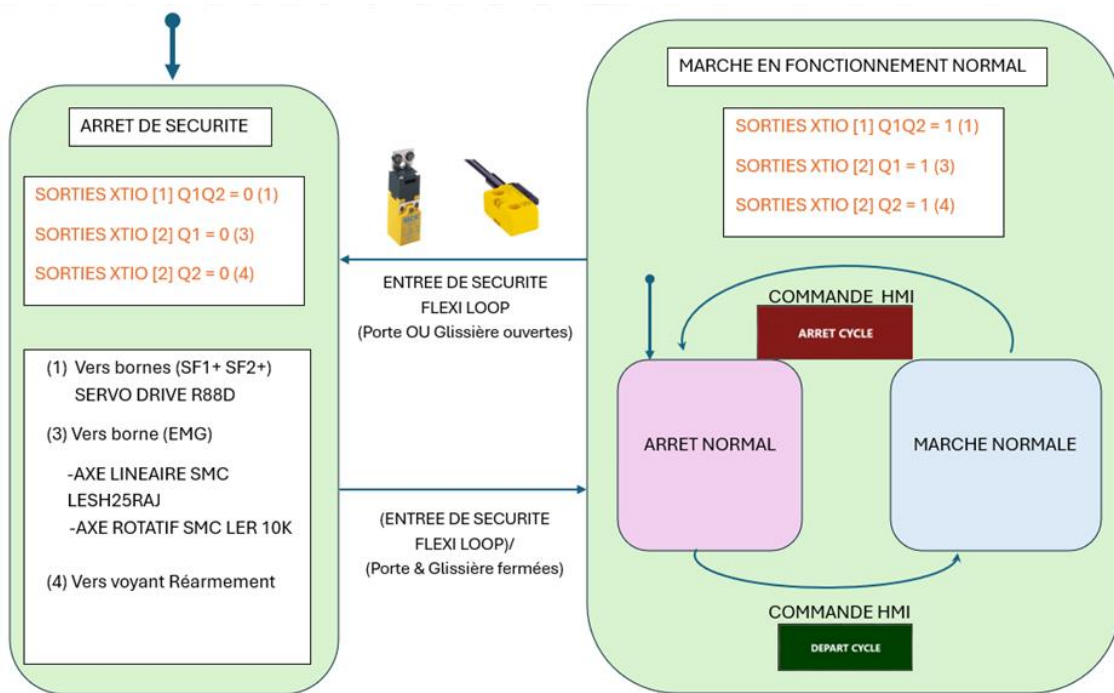 ARRET DE SECURITE
SORTIES XTIO [1] Q1Q2 = 0 (1)
SORTIES XTIO [2] Q1 = 0 (3)
SORTIES XTIO [2] Q2 = 0 (4)
(1) Vers bornes (SF1+ SF2+)
SERVO DRIVE R88D
(3) Vers borne (EMG)
-AXE LINEAIRE SMC
LESH25RAJ
-AXE ROTATIF SMC LER 10K
(4) Vers voyant Réarmement
ENTREE DE SECURITE
FLEXI LOOP
(Porte OU Glissière ouvertes)
(ENTREE DE SECURITE
FLEXI LOOP)/
(Porte & Glissière fermées)
MARCHE EN FONCTIONNEMENT NORMAL
SORTIES XTIO [1] Q1Q2 = 1 (1)
SORTIES XTIO [2] Q1 = 1 (3)
SORTIES XTIO [2] Q2 = 1 (4)
COMMANDE HMI
ARRET CYCLE
ARRET NORMAL
MARCHE NORMALE
COMMANDE HMI
DEPART CYCLE